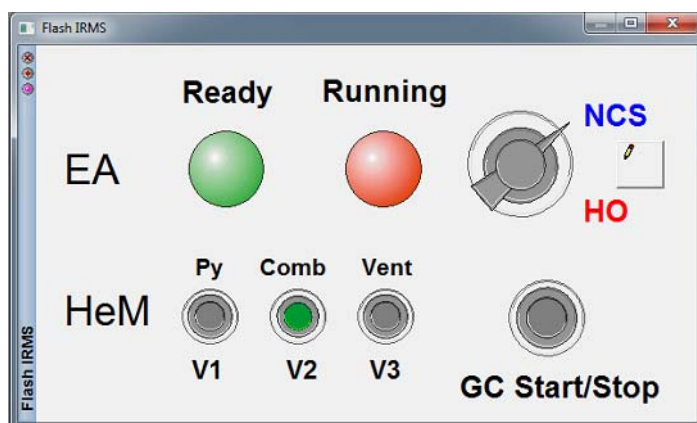 Flash IRMS
Ready Running
NCS
EA
HO
Py Comb Vent
HeM
V1 V2 V3
GC Start/Stop
Flash IRMS